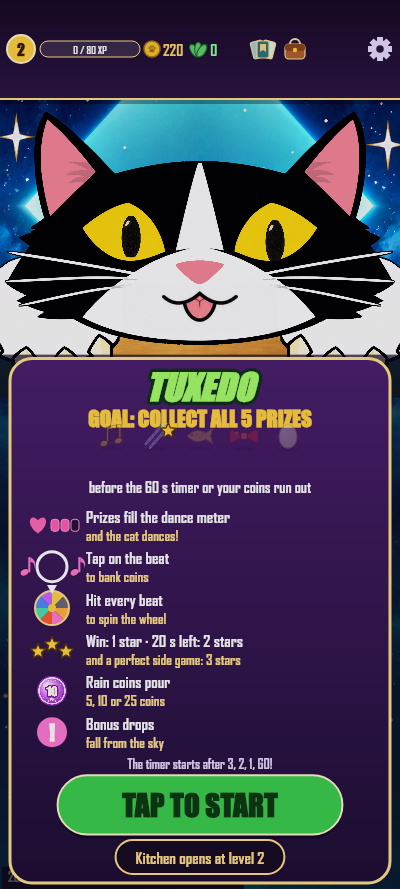 2
0 / 80 XP
220
0
TUXEDO
GOAL: COLLECT ALL 5 PRIZES
before the 60 s timer or your coins run out
Prizes fill the dance meter
and the cat dances!
Tap on the beat
to bank coins
Hit every beat
to spin the wheel
Win: 1 star · 20 s left: 2 stars
and a perfect side game: 3 stars
10
Rain coins pour
5, 10 or 25 coins
!
Bonus drops
fall from the sky
The timer starts after 3, 2, 1, GO!
TAP TO START
Kitchen opens at level 2